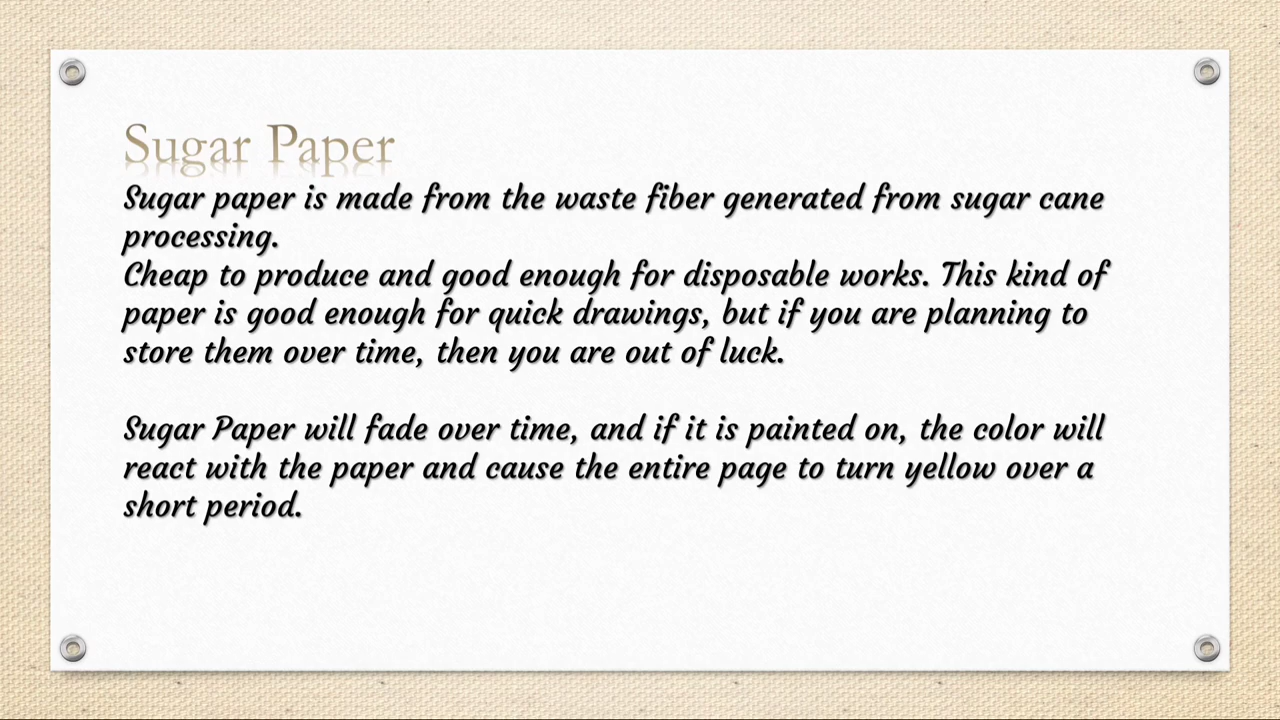 Sugar Paper
Sugar paper is made from the waste fiber generated from sugar cane
processing.
Cheap to produce and good enough for disposable works. This kind of
paper is good enough for quick drawings, but if you are planning to
store them over time, then you are out of luck.
Sugar Paper will fade over time, and if it is painted on, the color will
react with the paper and cause the entire page to turn yellow over a
short period.